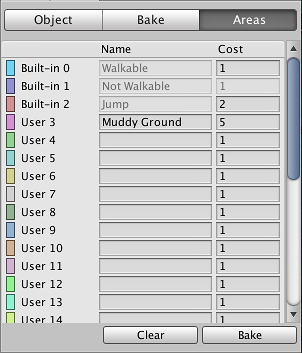 Object Bake Areas
Name Cost
Built-in 0 Walkable 1
Built-in 1 Not Walkable 1
Built-in 2 Jump 2
User 3 Muddy Ground 5
User 4 1
User 5 1
User 6 1
User 7 1
User 8 1
User 9 1
User 10 1
User 11 1
User 12 1
User 13 1
User 14 1
Clear Bake